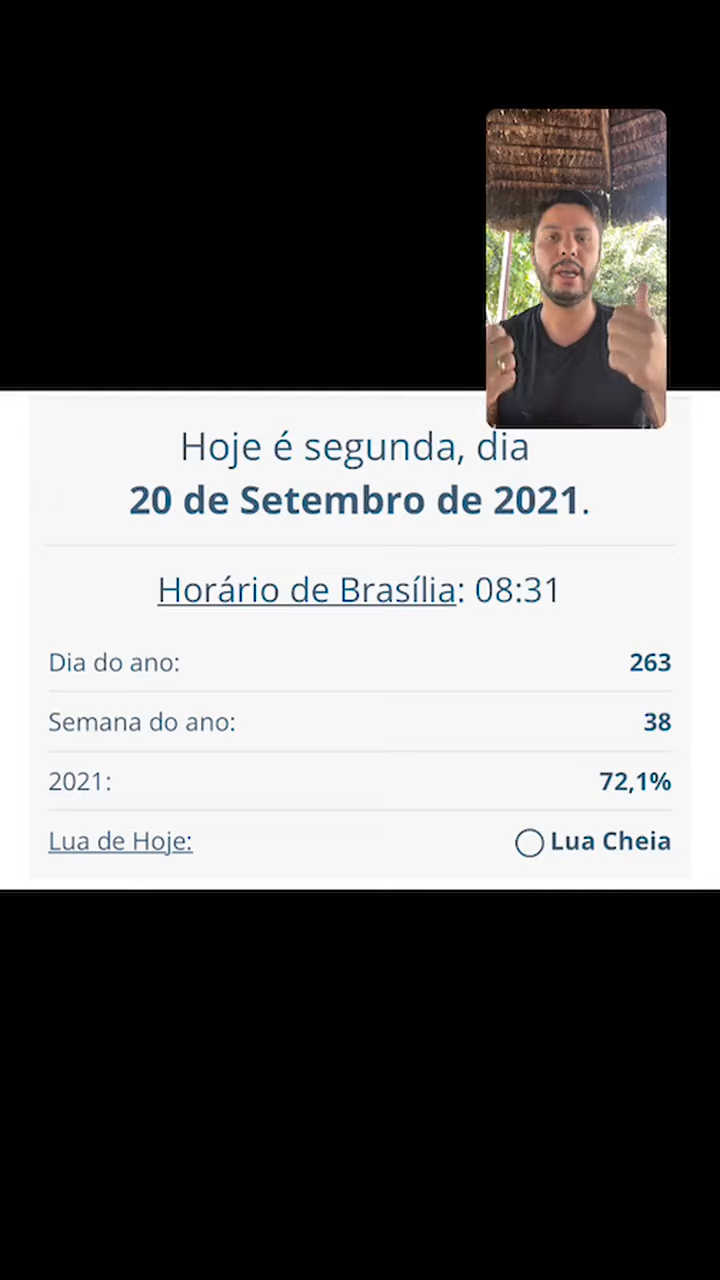 Hoje é segunda, dia
20 de Setembro de 2021.
Horário de Brasília: 08:31
Dia do ano: 263
Semana do ano: 38
2021: 72,1%
Lua de Hoje: Lua Cheia